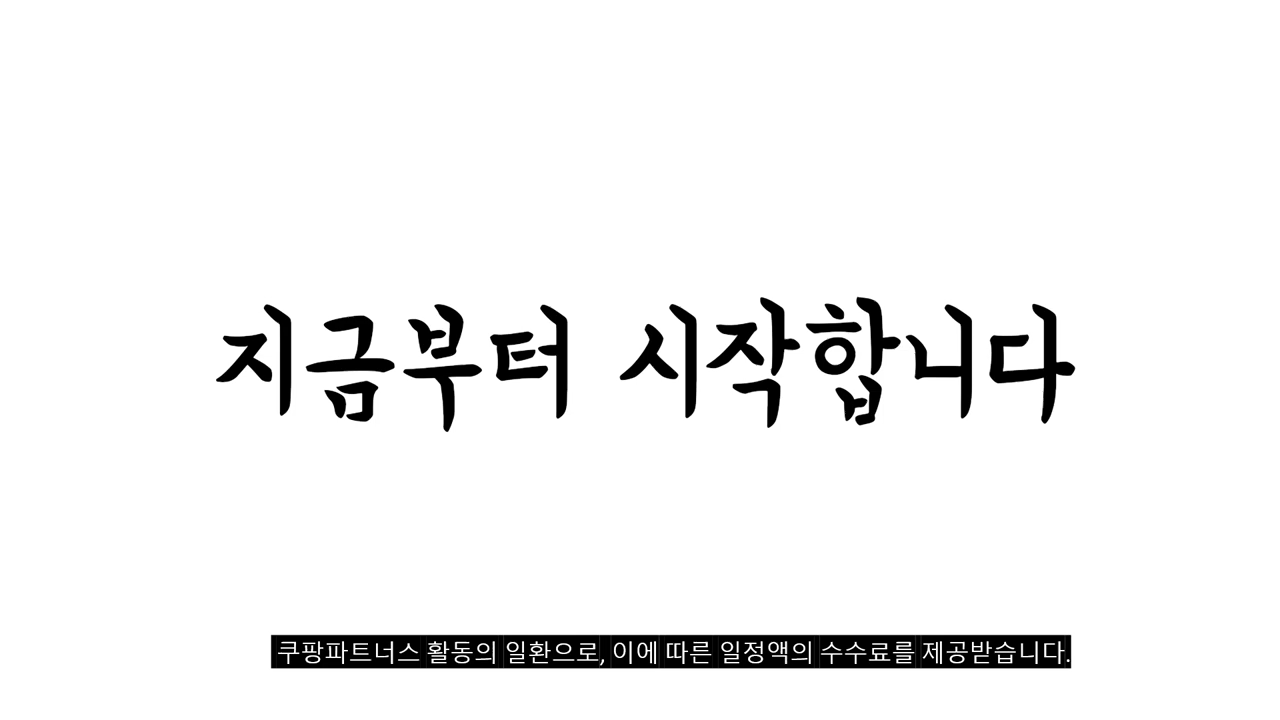 지금부터 시작합니다
쿠팡파트너스 활동의 일환으로, 이에 따른 일정액의 수수료를 제공받습니다.